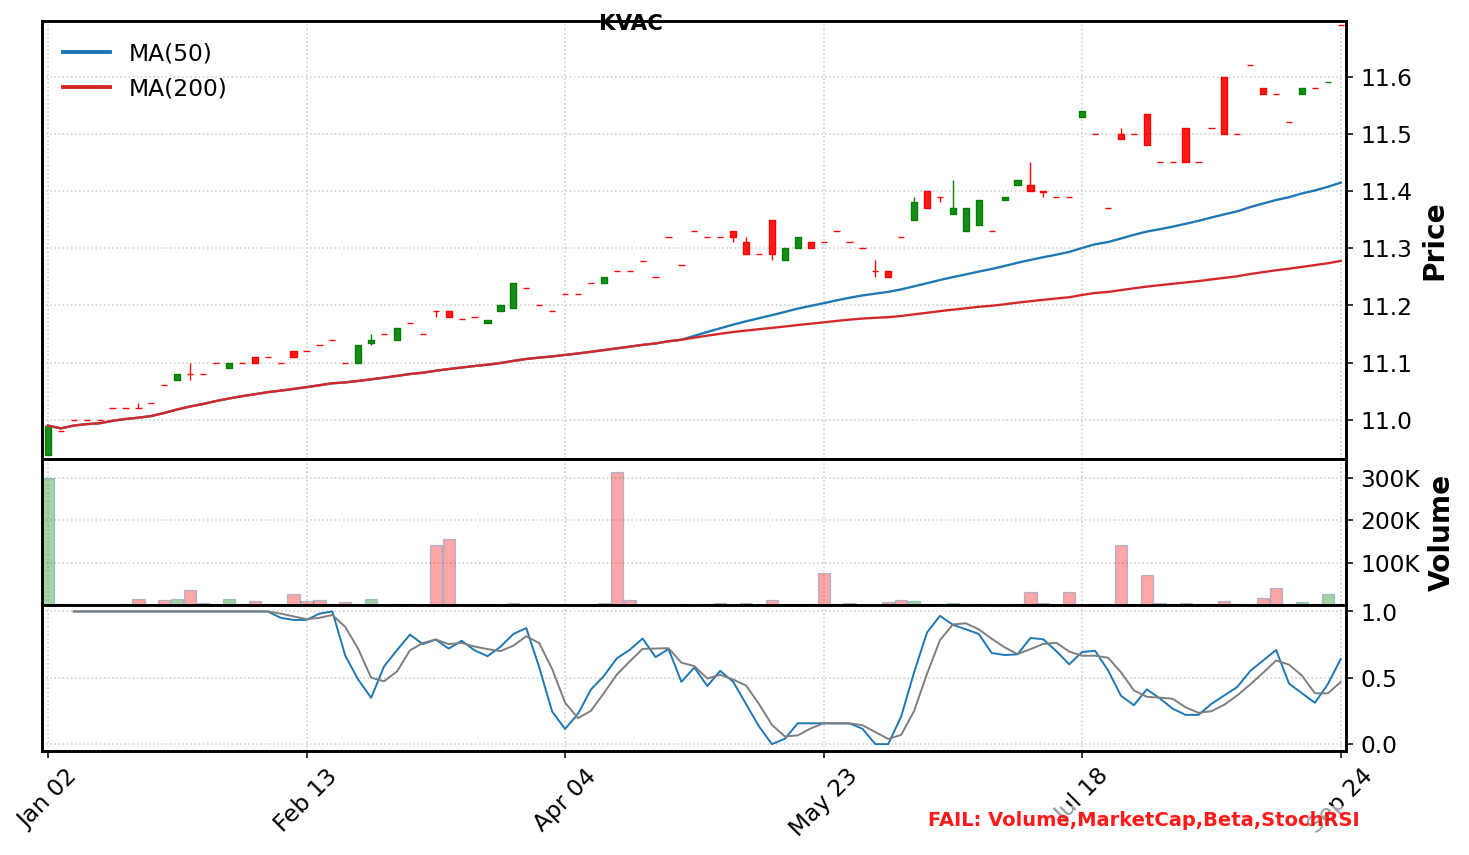 KVAC
MA(50)
MA(200)
11.6
11.5
11.4
11.3
11.2
11.1
11.0
Price
300K
200K
100K
Volume
1.0
0.5
0.0
Jan 02
Feb 13
Apr 04
May 23
Jul 18
Sep 24
FAIL: Volume,MarketCap,Beta,StochRSI